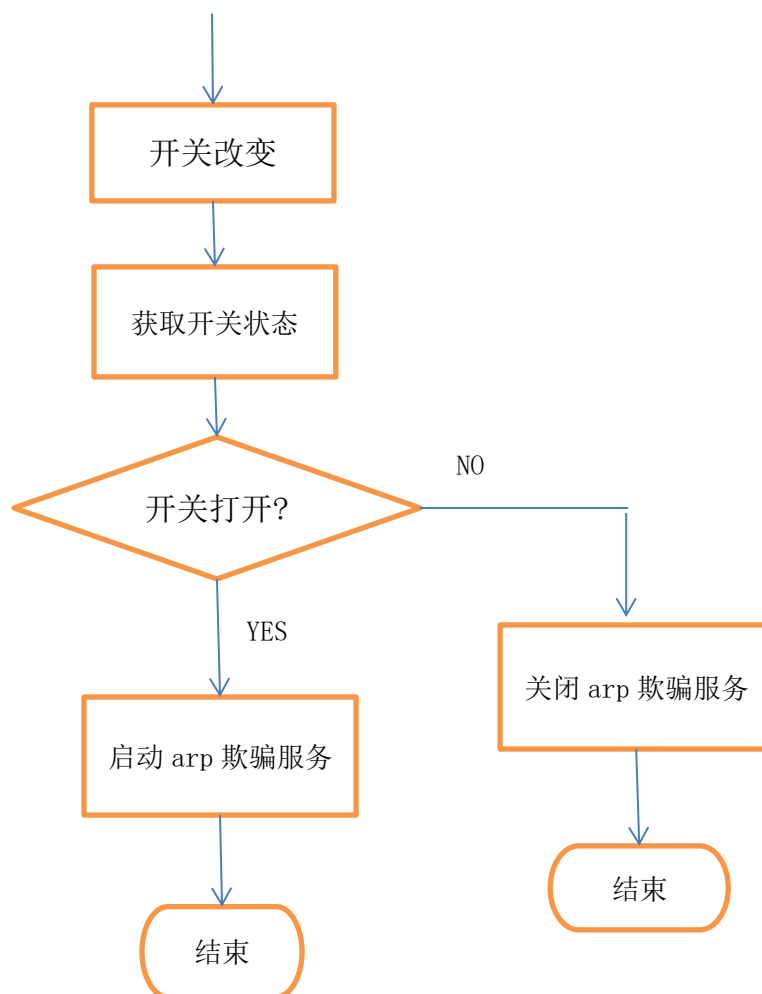 开关改变
获取开关状态
开关打开?
NO
YES
关闭 arp 欺骗服务
启动 arp 欺骗服务
结束
结束